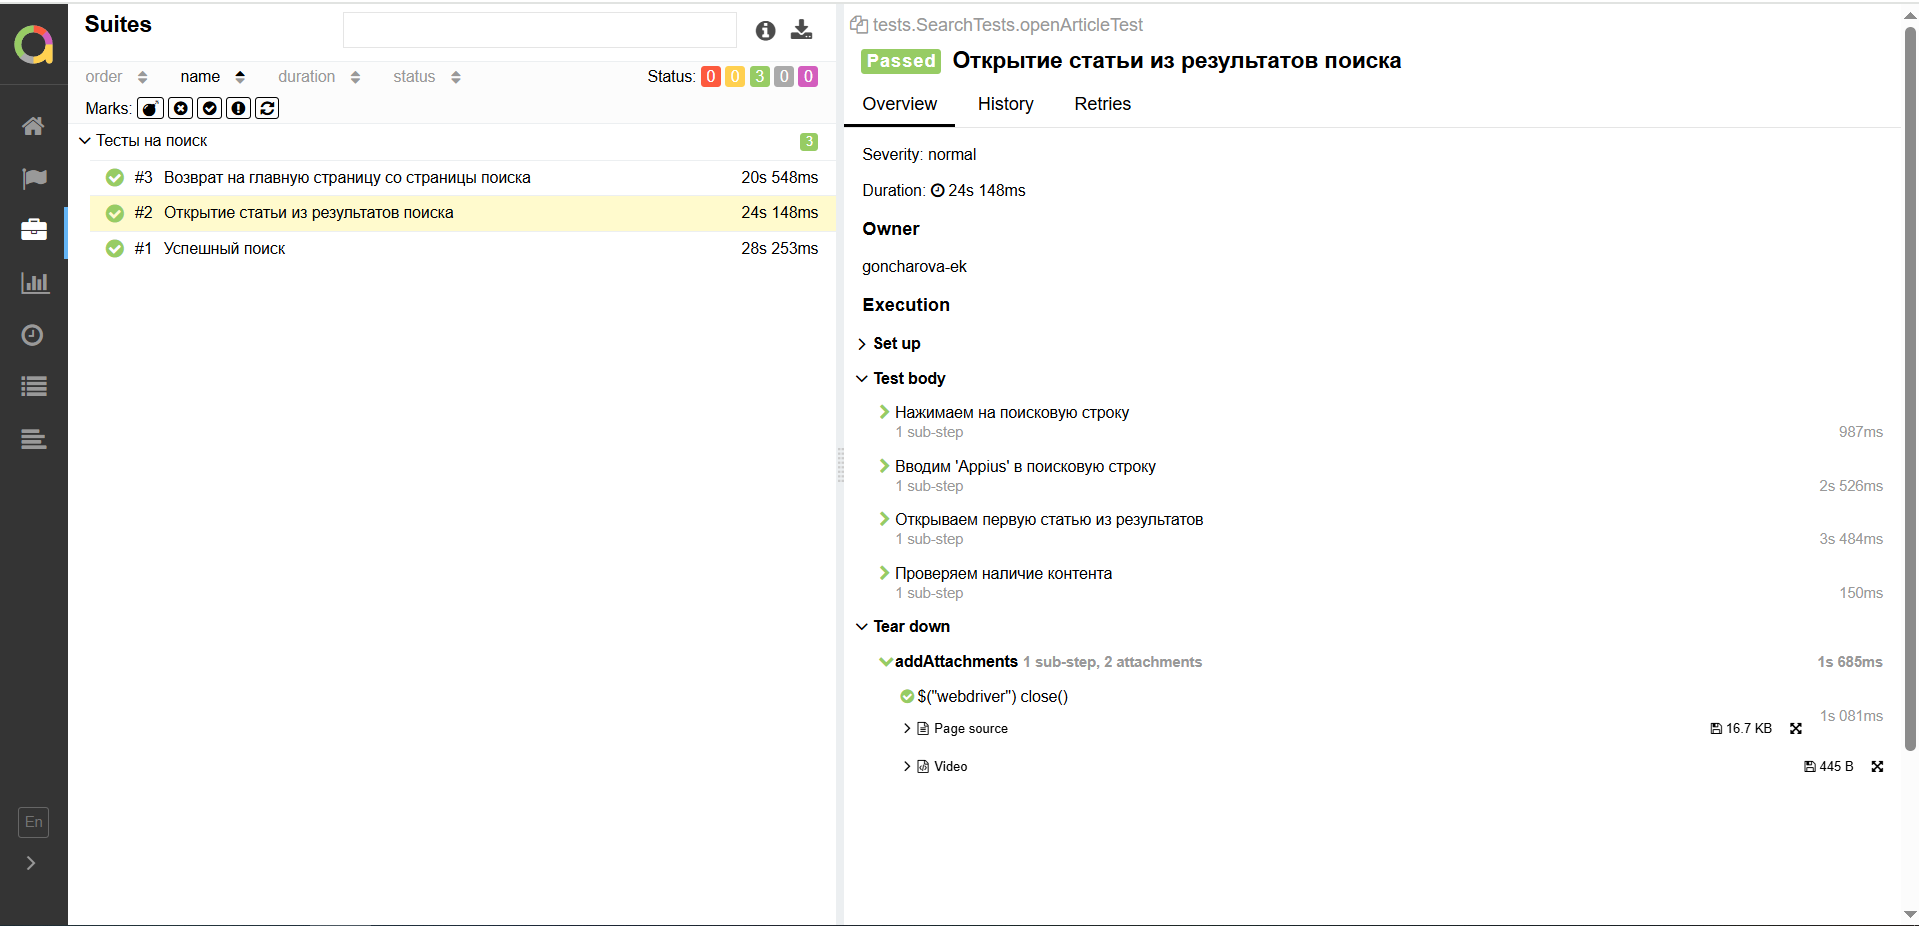 Suites
order name duration status Status: 0 0 3 0 0
Marks:
Тесты на поиск 3
#3 Возврат на главную страницу со страницы поиска 20s 548ms
#2 Открытие статьи из результатов поиска 24s 148ms
#1 Успешный поиск 28s 253ms
En
tests.SearchTests.openArticleTest
Passed Открытие статьи из результатов поиска
Overview History Retries
Severity: normal
Duration: 24s 148ms
Owner
goncharova-ek
Execution
Set up
Test body
Нажимаем на поисковую строку
1 sub-step 987ms
Вводим 'Appius' в поисковую строку
1 sub-step 2s 526ms
Открываем первую статью из результатов
1 sub-step 3s 484ms
Проверяем наличие контента
1 sub-step 150ms
Tear down
addAttachments 1 sub-step, 2 attachments 1s 685ms
$("webdriver") close()
1s 081ms
Page source 16.7 KB
Video 445 B